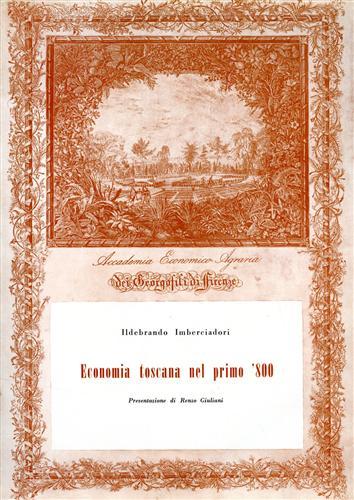 Accademia Economico Agraria
dei Georgofili di Firenze
Ildebrando Imberciadori
Economia toscana nel primo '800
Presentazione di Renzo Giuliani